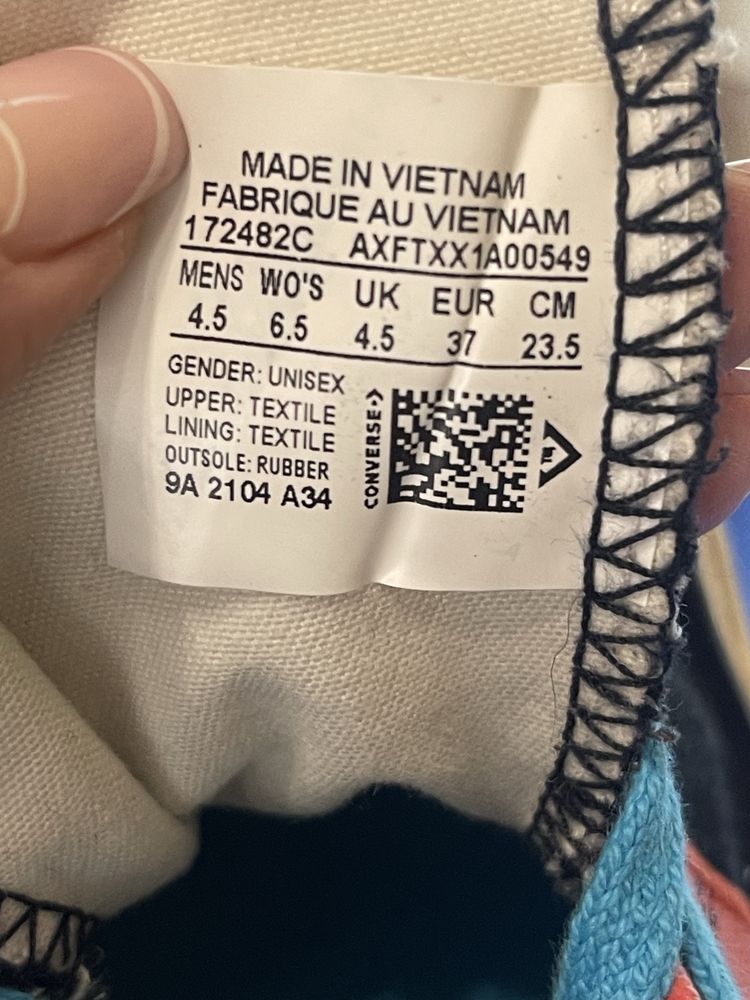 MADE IN VIETNAM
FABRIQUE AU VIETNAM
172482C AXFTXX1A00549
MENS WO'S UK EUR CM
4.5 6.5 4.5 37 23.5
GENDER: UNISEX
UPPER: TEXTILE
LINING: TEXTILE
OUTSOLE: RUBBER
9A 2104 A34
CONVERSE